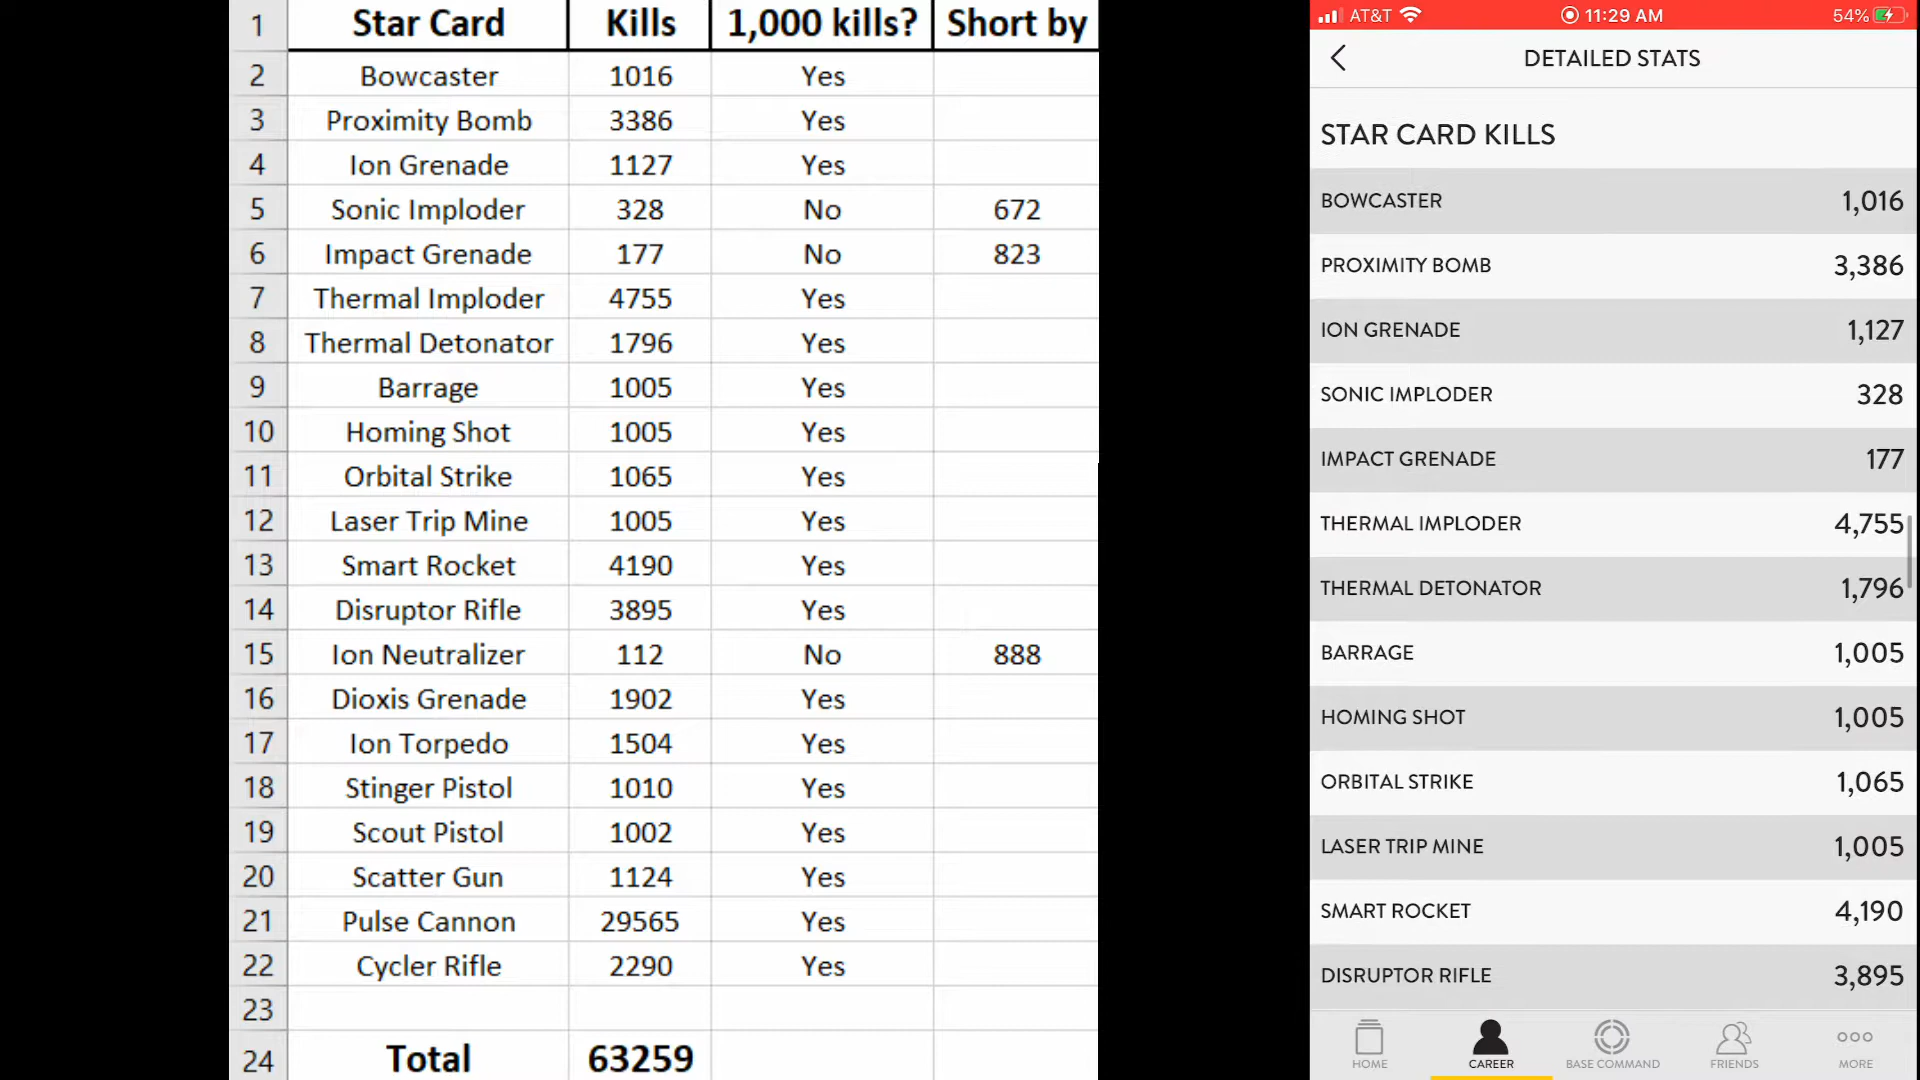 1 Star Card Kills 1,000 kills? Short by
2 Bowcaster 1016 Yes
3 Proximity Bomb 3386 Yes
4 Ion Grenade 1127 Yes
5 Sonic Imploder 328 No 672
6 Impact Grenade 177 No 823
7 Thermal Imploder 4755 Yes
8 Thermal Detonator 1796 Yes
9 Barrage 1005 Yes
10 Homing Shot 1005 Yes
11 Orbital Strike 1065 Yes
12 Laser Trip Mine 1005 Yes
13 Smart Rocket 4190 Yes
14 Disruptor Rifle 3895 Yes
15 Ion Neutralizer 112 No 888
16 Dioxis Grenade 1902 Yes
17 Ion Torpedo 1504 Yes
18 Stinger Pistol 1010 Yes
19 Scout Pistol 1002 Yes
20 Scatter Gun 1124 Yes
21 Pulse Cannon 29565 Yes
22 Cycler Rifle 2290 Yes
23
24 Total 63259
AT&T 11:29 AM 54%
DETAILED STATS
STAR CARD KILLS
BOWCASTER 1,016
PROXIMITY BOMB 3,386
ION GRENADE 1,127
SONIC IMPLODER 328
IMPACT GRENADE 177
THERMAL IMPLODER 4,755
THERMAL DETONATOR 1,796
BARRAGE 1,005
HOMING SHOT 1,005
ORBITAL STRIKE 1,065
LASER TRIP MINE 1,005
SMART ROCKET 4,190
DISRUPTOR RIFLE 3,895
HOME CAREER BASE COMMAND FRIENDS MORE